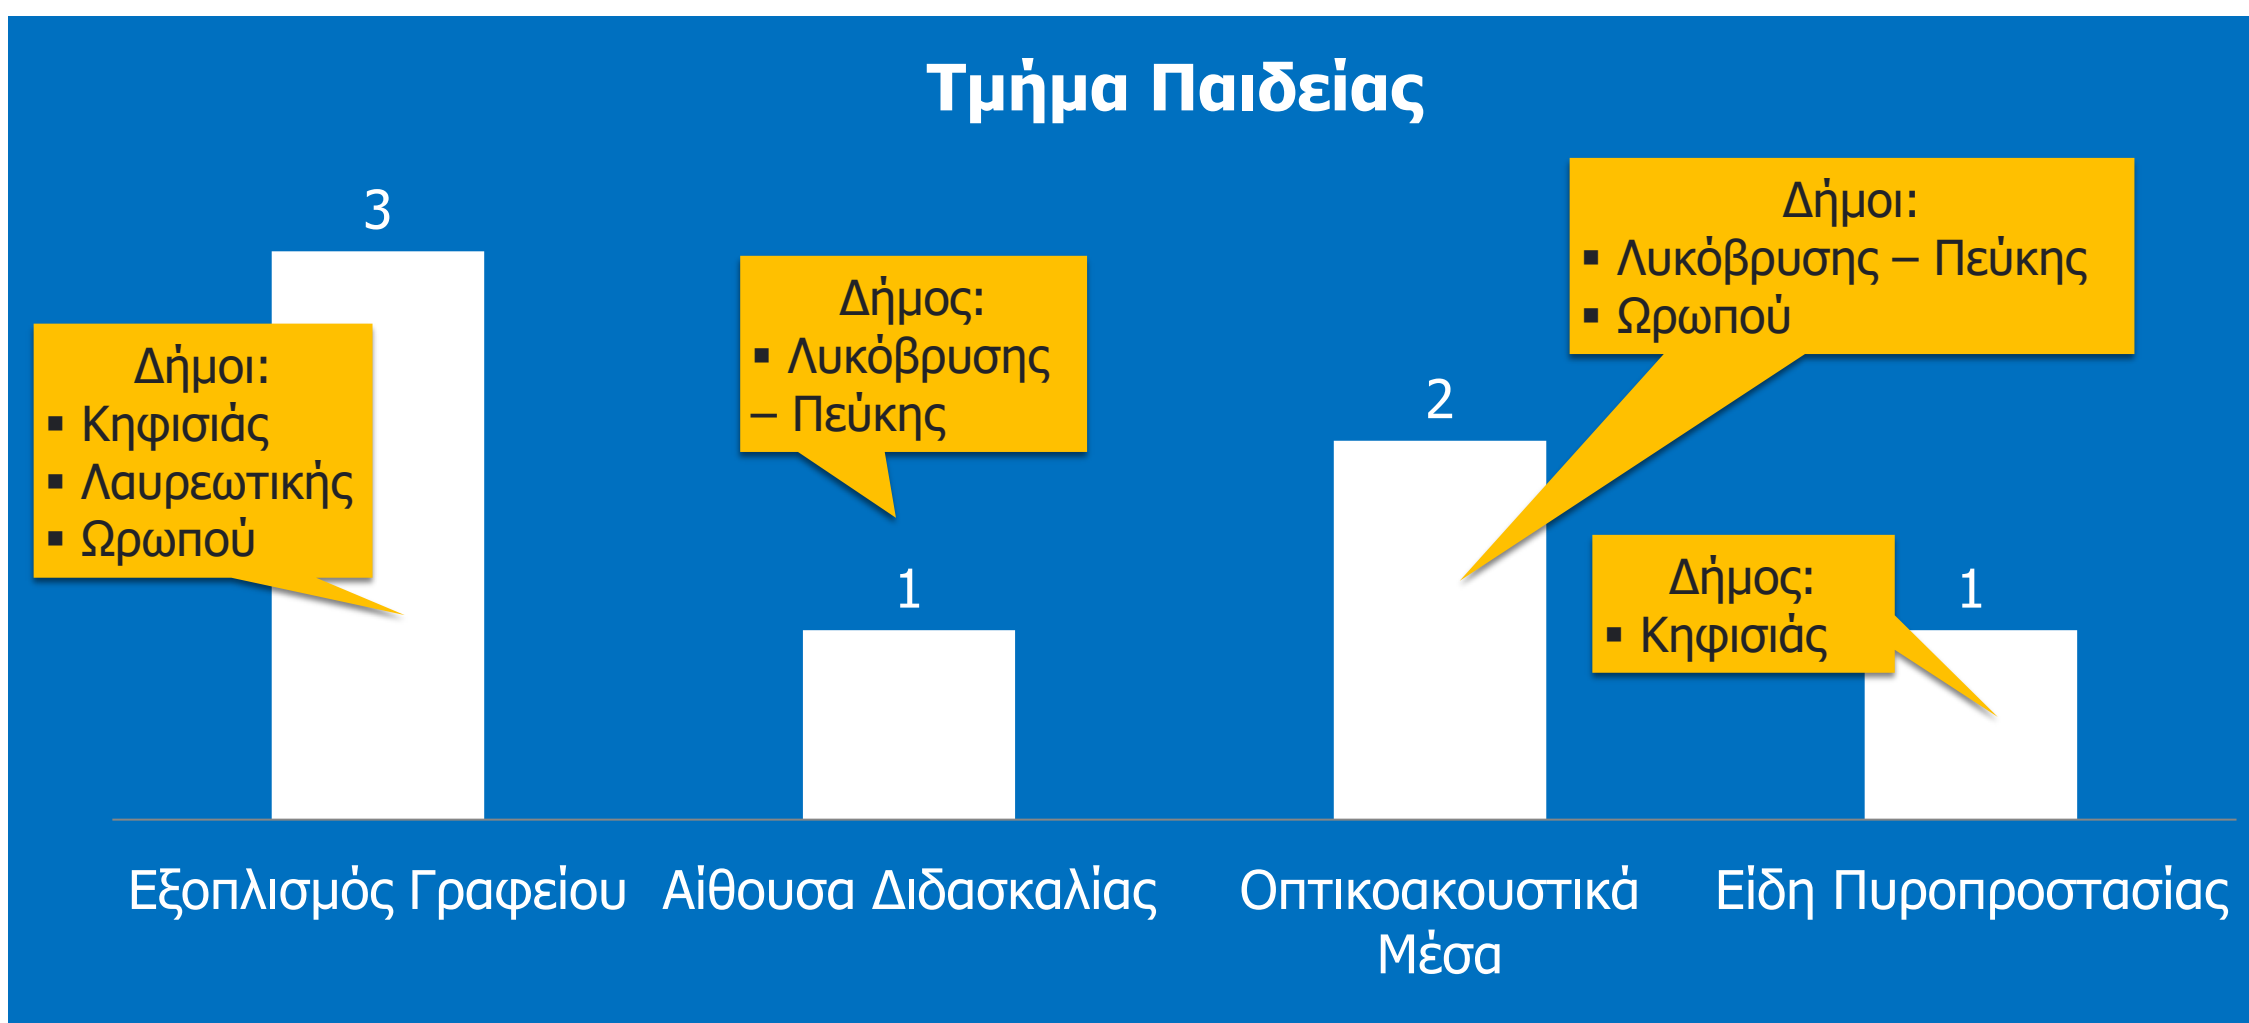 Τμήμα Παιδείας
3
Δήμοι:
▪ Κηφισιάς
▪ Λαυρεωτικής
▪ Ωρωπού
Δήμος:
▪ Λυκόβρυσης
– Πεύκης
1
Δήμοι:
▪ Λυκόβρυσης – Πεύκης
▪ Ωρωπού
2
Δήμος:
▪ Κηφισιάς
1
Εξοπλισμός Γραφείου
Αίθουσα Διδασκαλίας
Οπτικοακουστικά
Μέσα
Είδη Πυροπροστασίας